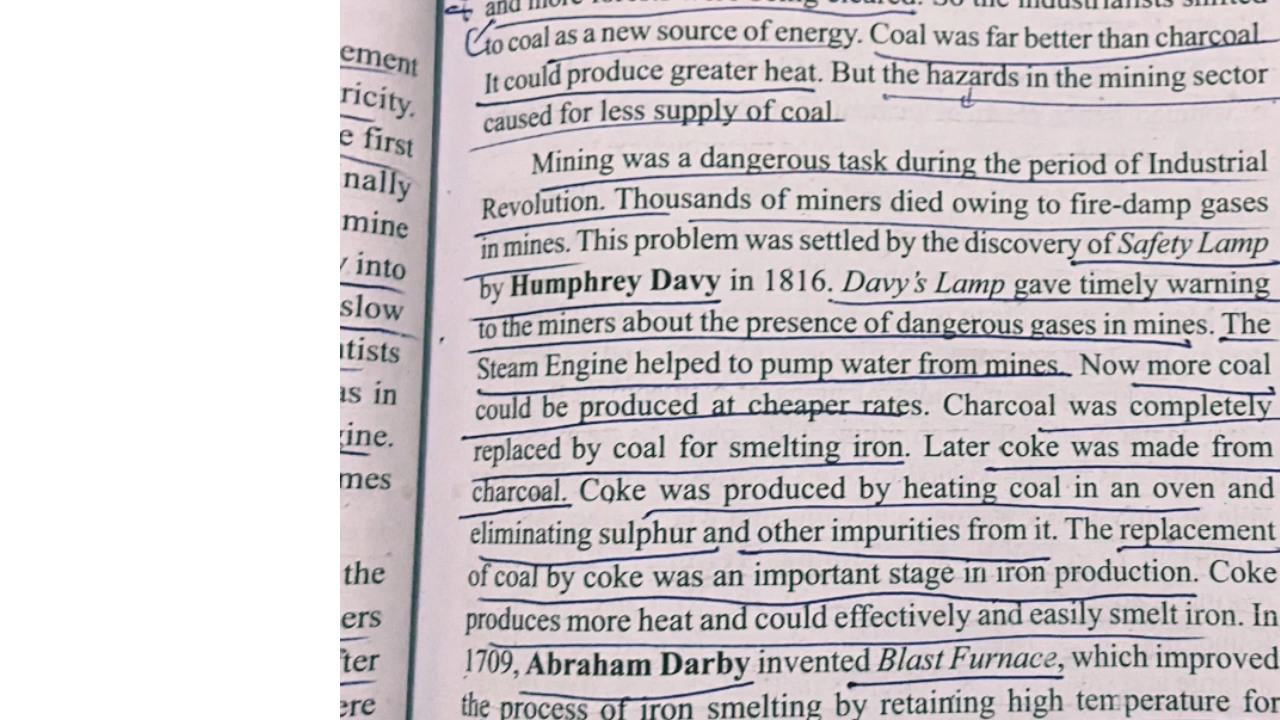 ement
ricity.
e first
nally
mine
into
slow
tists
as in
ine.
mes
the
ers
ter
ere
and more
to coal as a new source of energy. Coal was far better than charcoal
It could produce greater heat. But the hazards in the mining sector
caused for less supply of coal.
Mining was a dangerous task during the period of Industrial
Revolution. Thousands of miners died owing to fire-damp gases
in mines. This problem was settled by the discovery of Safety Lamp
by Humphrey Davy in 1816. Davy's Lamp gave timely warning
to the miners about the presence of dangerous gases in mines. The
Steam Engine helped to pump water from mines. Now more coal
could be produced at cheaper rates. Charcoal was completely
replaced by coal for smelting iron. Later coke was made from
charcoal. Coke was produced by heating coal in an oven and
eliminating sulphur and other impurities from it. The replacement
of coal by coke was an important stage in iron production. Coke
produces more heat and could effectively and easily smelt iron. In
1709, Abraham Darby invented Blast Furnace, which improved
the process of iron smelting by retaining high temperature for